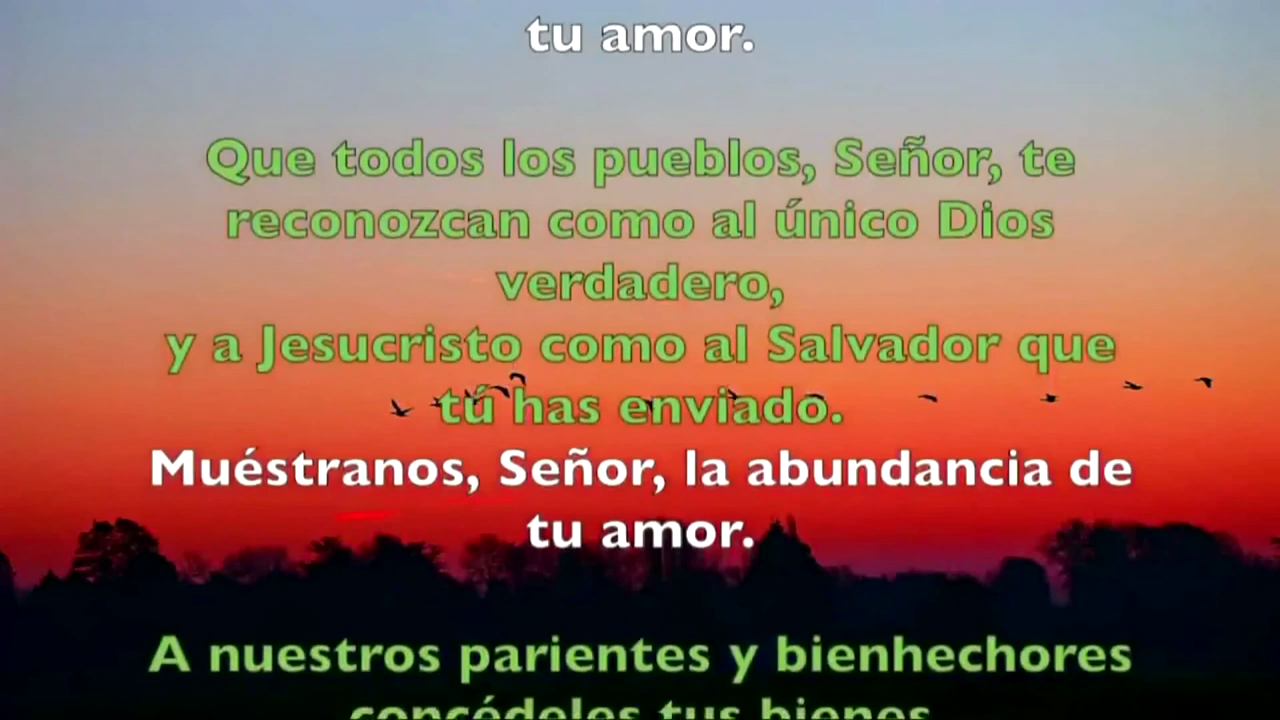 tu amor.
Que todos los pueblos, Señor, te
reconozcan como al único Dios
verdadero,
y a Jesucristo como al Salvador que
tú has enviado.
Muéstranos, Señor, la abundancia de
tu amor.
A nuestros parientes y bienhechores
concédeles tus bienes